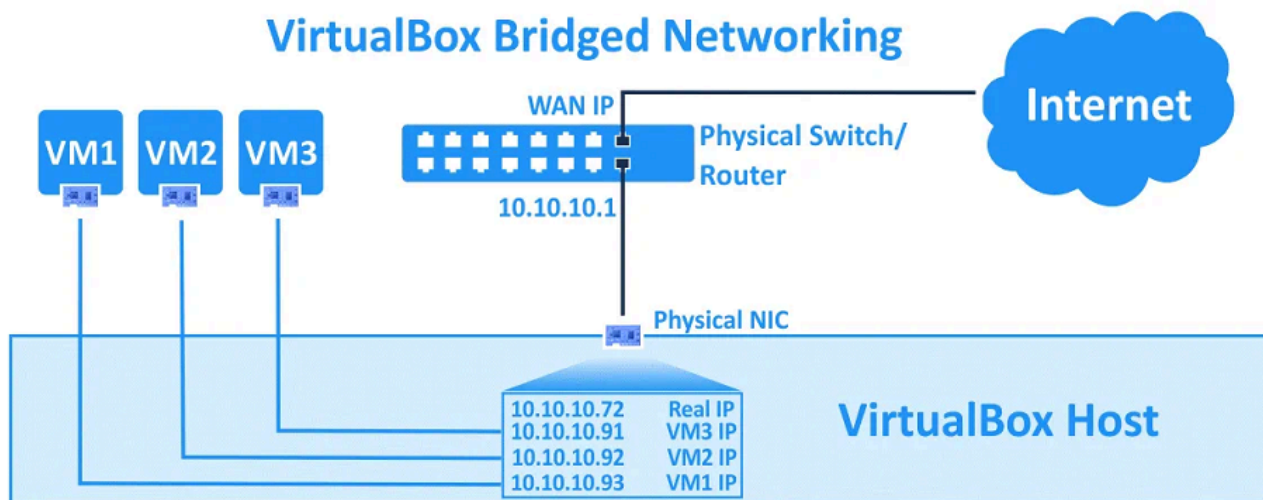 VirtualBox Bridged Networking
WAN IP
Internet
VM1 VM2 VM3
Physical Switch/
Router
10.10.10.1
Physical NIC
10.10.10.72 Real IP
10.10.10.91 VM3 IP
10.10.10.92 VM2 IP
10.10.10.93 VM1 IP
VirtualBox Host